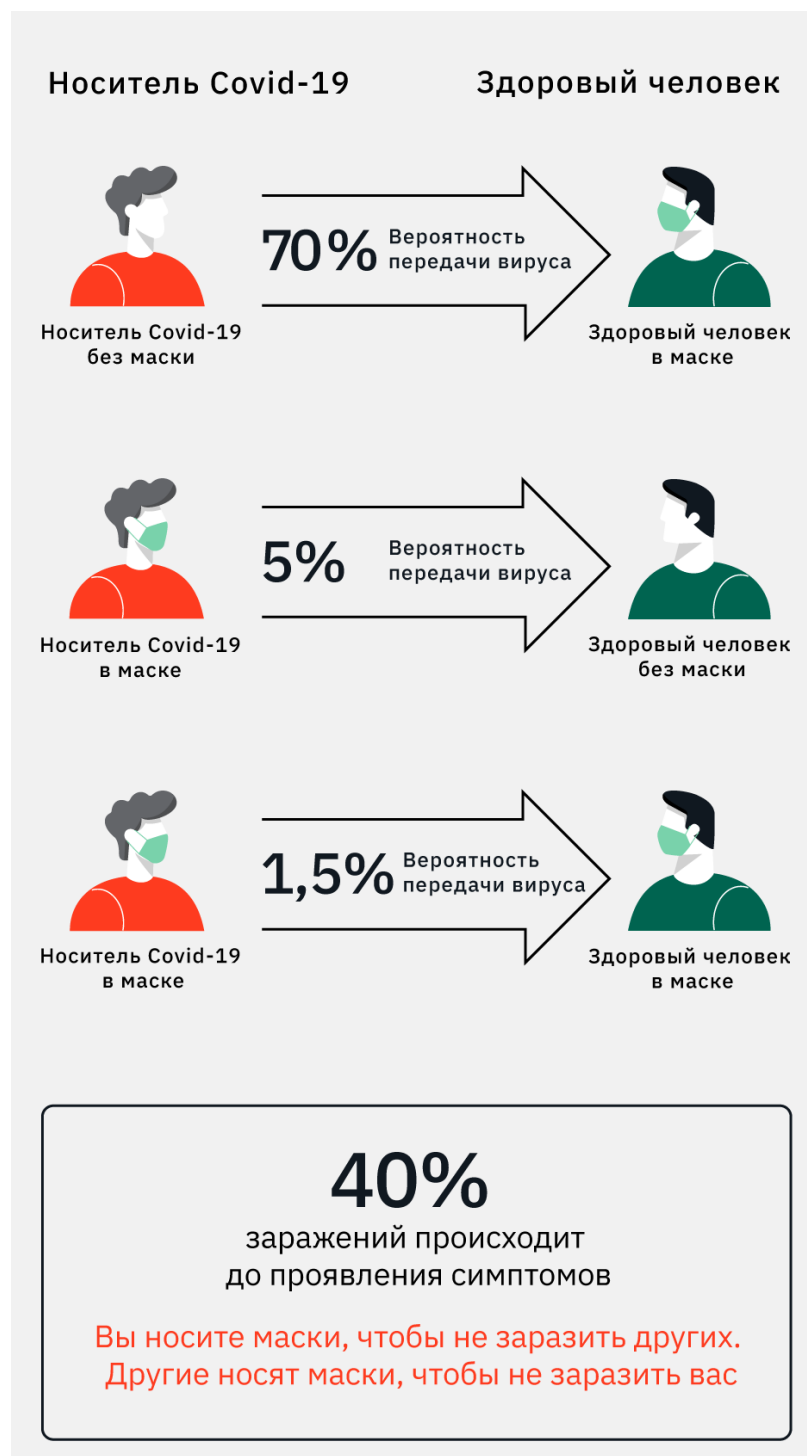 Носитель Covid-19
Здоровый человек
70%
Вероятность
передачи вируса
Носитель Covid-19
без маски
Здоровый человек
в маске
5%
Вероятность
передачи вируса
Носитель Covid-19
в маске
Здоровый человек
без маски
1,5%
Вероятность
передачи вируса
Носитель Covid-19
в маске
Здоровый человек
в маске
40%
заражений происходит
до проявления симптомов
Вы носите маски, чтобы не заразить других.
Другие носят маски, чтобы не заразить вас